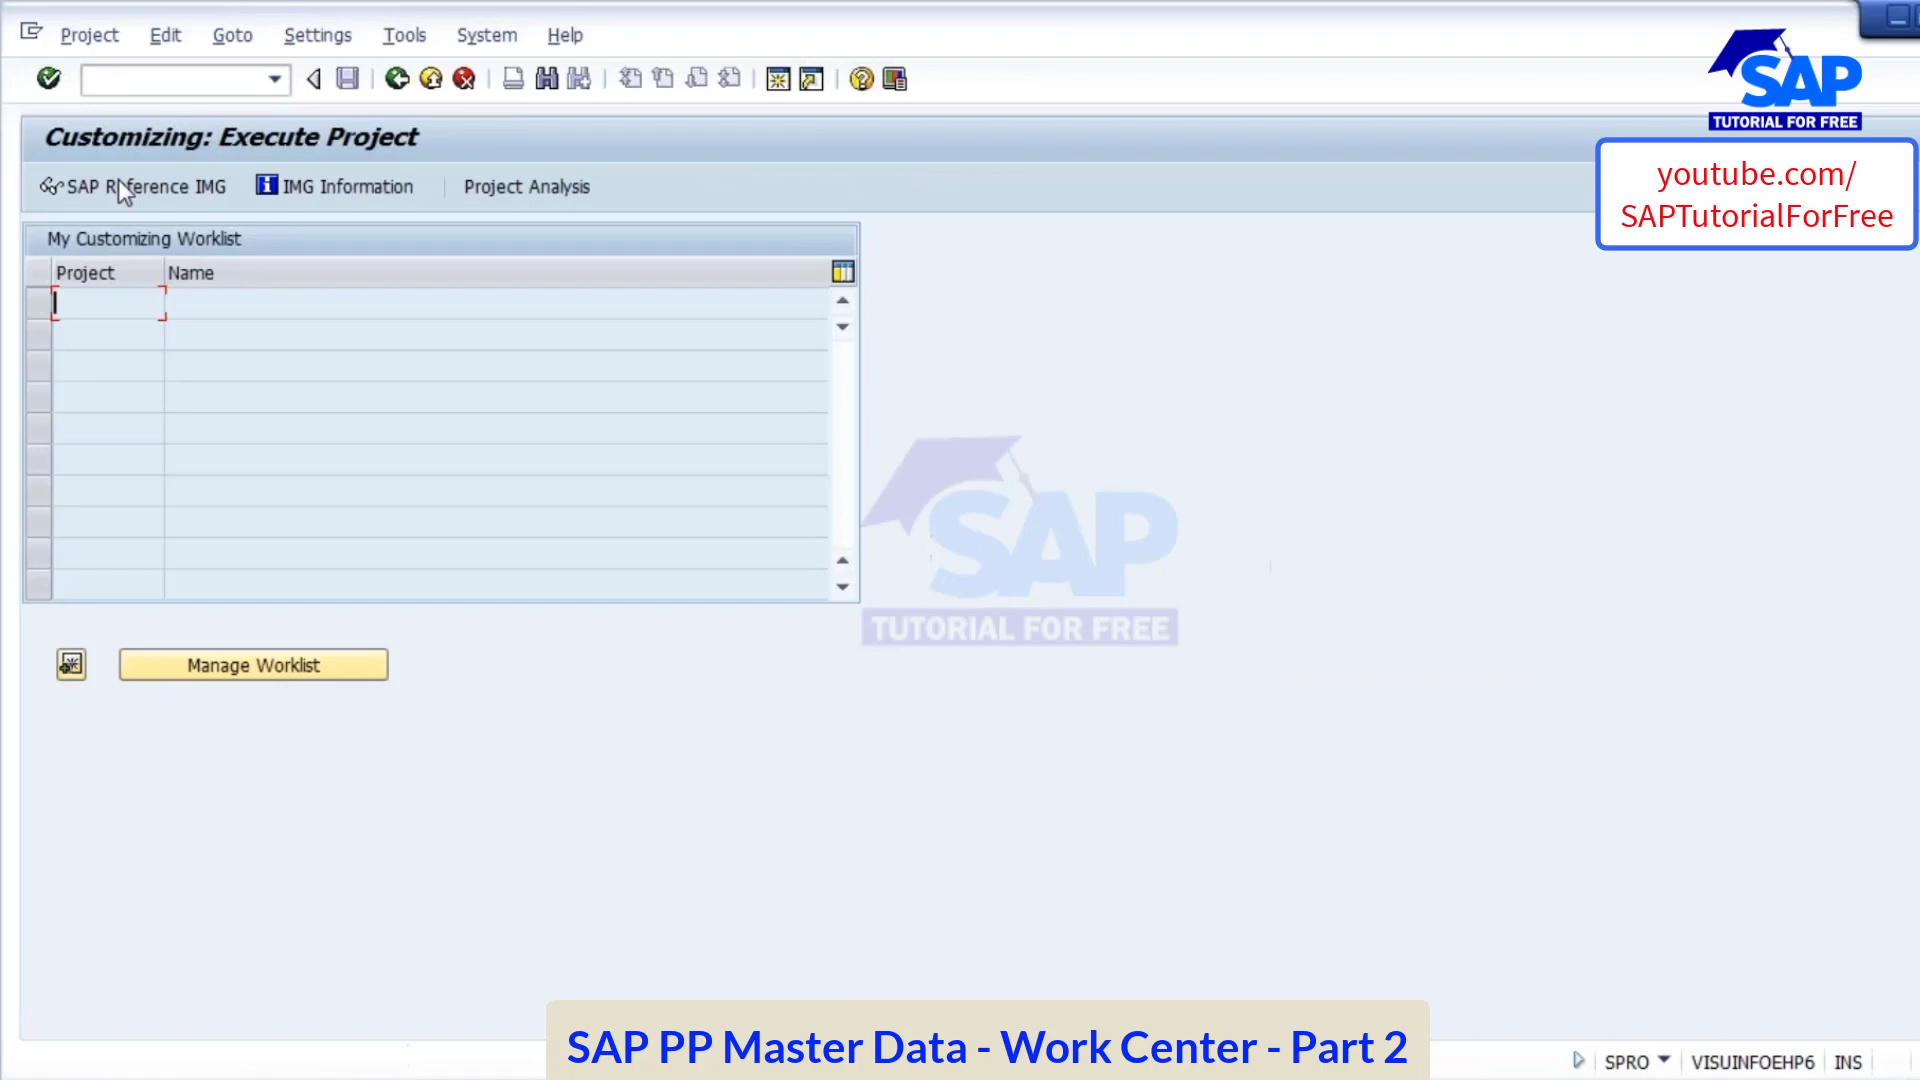 Project Edit Goto Settings Tools System Help
SAP
TUTORIAL FOR FREE
Customizing: Execute Project
youtube.com/
SAPTutorialForFree
SAP Reference IMG IMG Information Project Analysis
My Customizing Worklist
Project Name
SAP
TUTORIAL FOR FREE
Manage Worklist
SAP PP Master Data - Work Center - Part 2
SPRO VISUINFOEHP6 INS